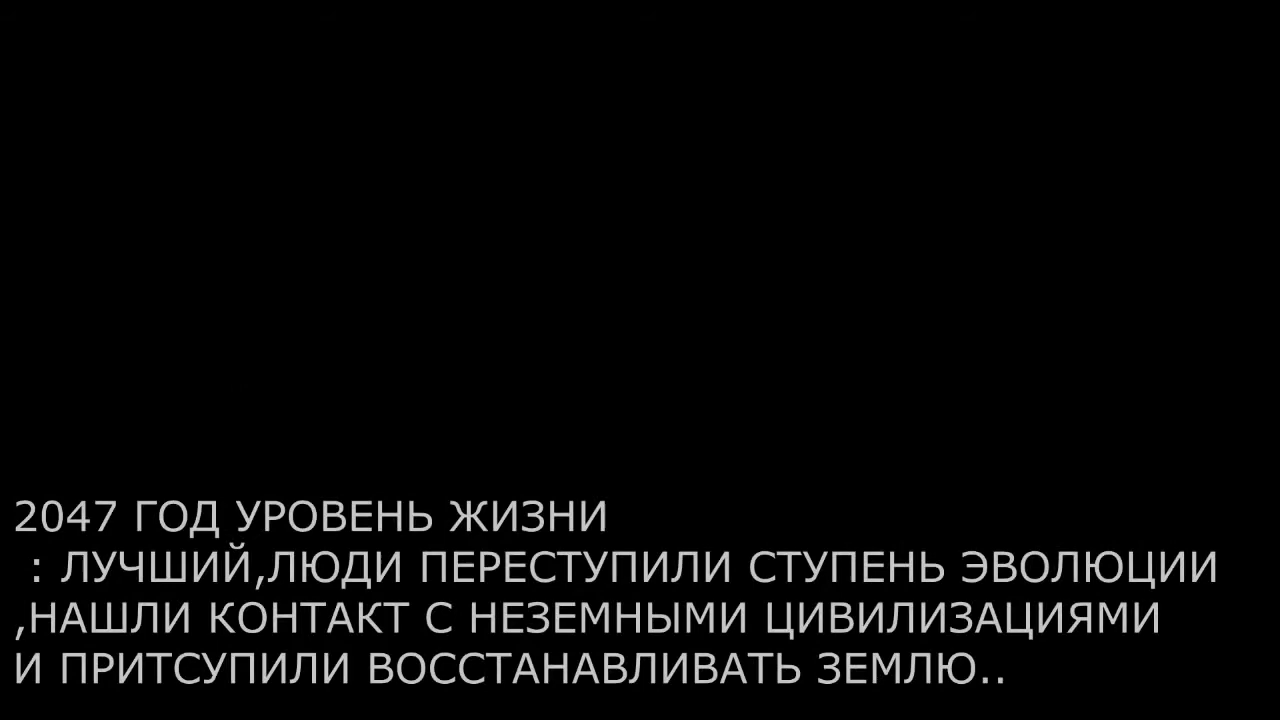 2047 ГОД УРОВЕНЬ ЖИЗНИ
: ЛУЧШИЙ,ЛЮДИ ПЕРЕСТУПИЛИ СТУПЕНЬ ЭВОЛЮЦИИ
,НАШЛИ КОНТАКТ С НЕЗЕМНЫМИ ЦИВИЛИЗАЦИЯМИ
И ПРИТСУПИЛИ ВОССТАНАВЛИВАТЬ ЗЕМЛЮ..